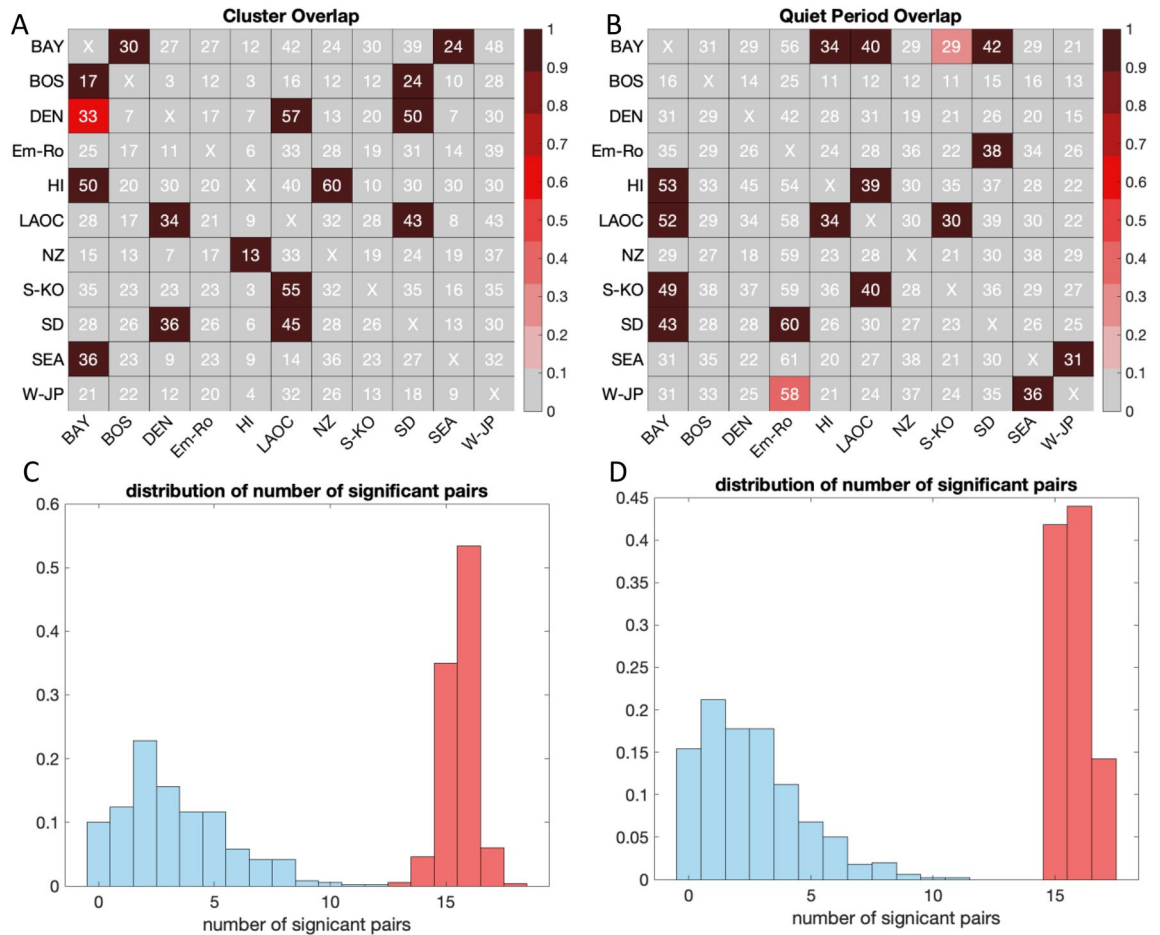 A
Cluster Overlap
BAY X 30 27 27 12 42 24 30 39 24 48
BOS 17 X 3 12 3 16 12 12 24 10 28
DEN 33 7 X 17 7 57 13 20 50 7 30
Em-Ro 25 17 11 X 6 33 28 19 31 14 39
HI 50 20 30 20 X 40 60 10 30 30 30
LAOC 28 17 34 21 9 X 32 28 43 8 43
NZ 15 13 7 17 13 33 X 19 24 19 37
S-KO 35 23 23 23 3 55 32 X 35 16 35
SD 28 26 36 26 6 45 28 26 X 13 30
SEA 36 23 9 23 9 14 36 23 27 X 32
W-JP 21 22 12 20 4 32 26 13 18 9 X
BAY BOS DEN Em-Ro HI LAOC NZ S-KO SD SEA W-JP
1
0.9
0.8
0.7
0.6
0.5
0.4
0.3
0.2
0.1
0
B
Quiet Period Overlap
BAY X 31 29 56 34 40 29 29 42 29 21
BOS 16 X 14 25 11 12 12 11 15 16 13
DEN 31 29 X 42 28 31 19 28 26 20 15
Em-Ro 35 29 26 X 24 28 36 22 38 34 26
HI 53 33 45 54 X 39 30 35 37 28 22
LAOC 52 29 34 58 34 X 30 30 39 30 22
NZ 29 27 18 59 23 27 X 21 30 38 29
S-KO 49 38 37 59 36 40 28 X 36 29 27
SD 43 28 28 60 26 30 27 23 X 26 25
SEA 31 35 22 61 20 27 38 21 30 X 31
W-JP 31 33 25 58 21 24 37 24 35 36 X
BAY BOS DEN Em-Ro HI LAOC NZ S-KO SD SEA W-JP
1
0.9
0.8
0.7
0.6
0.5
0.4
0.3
0.2
0.1
0
C
distribution of number of significant pairs
0.6
0.5
0.4
0.3
0.2
0.1
0
0 5 10 15
number of signicant pairs
D
distribution of number of significant pairs
0.45
0.4
0.35
0.3
0.25
0.2
0.15
0.1
0.05
0
0 5 10 15
number of signicant pairs